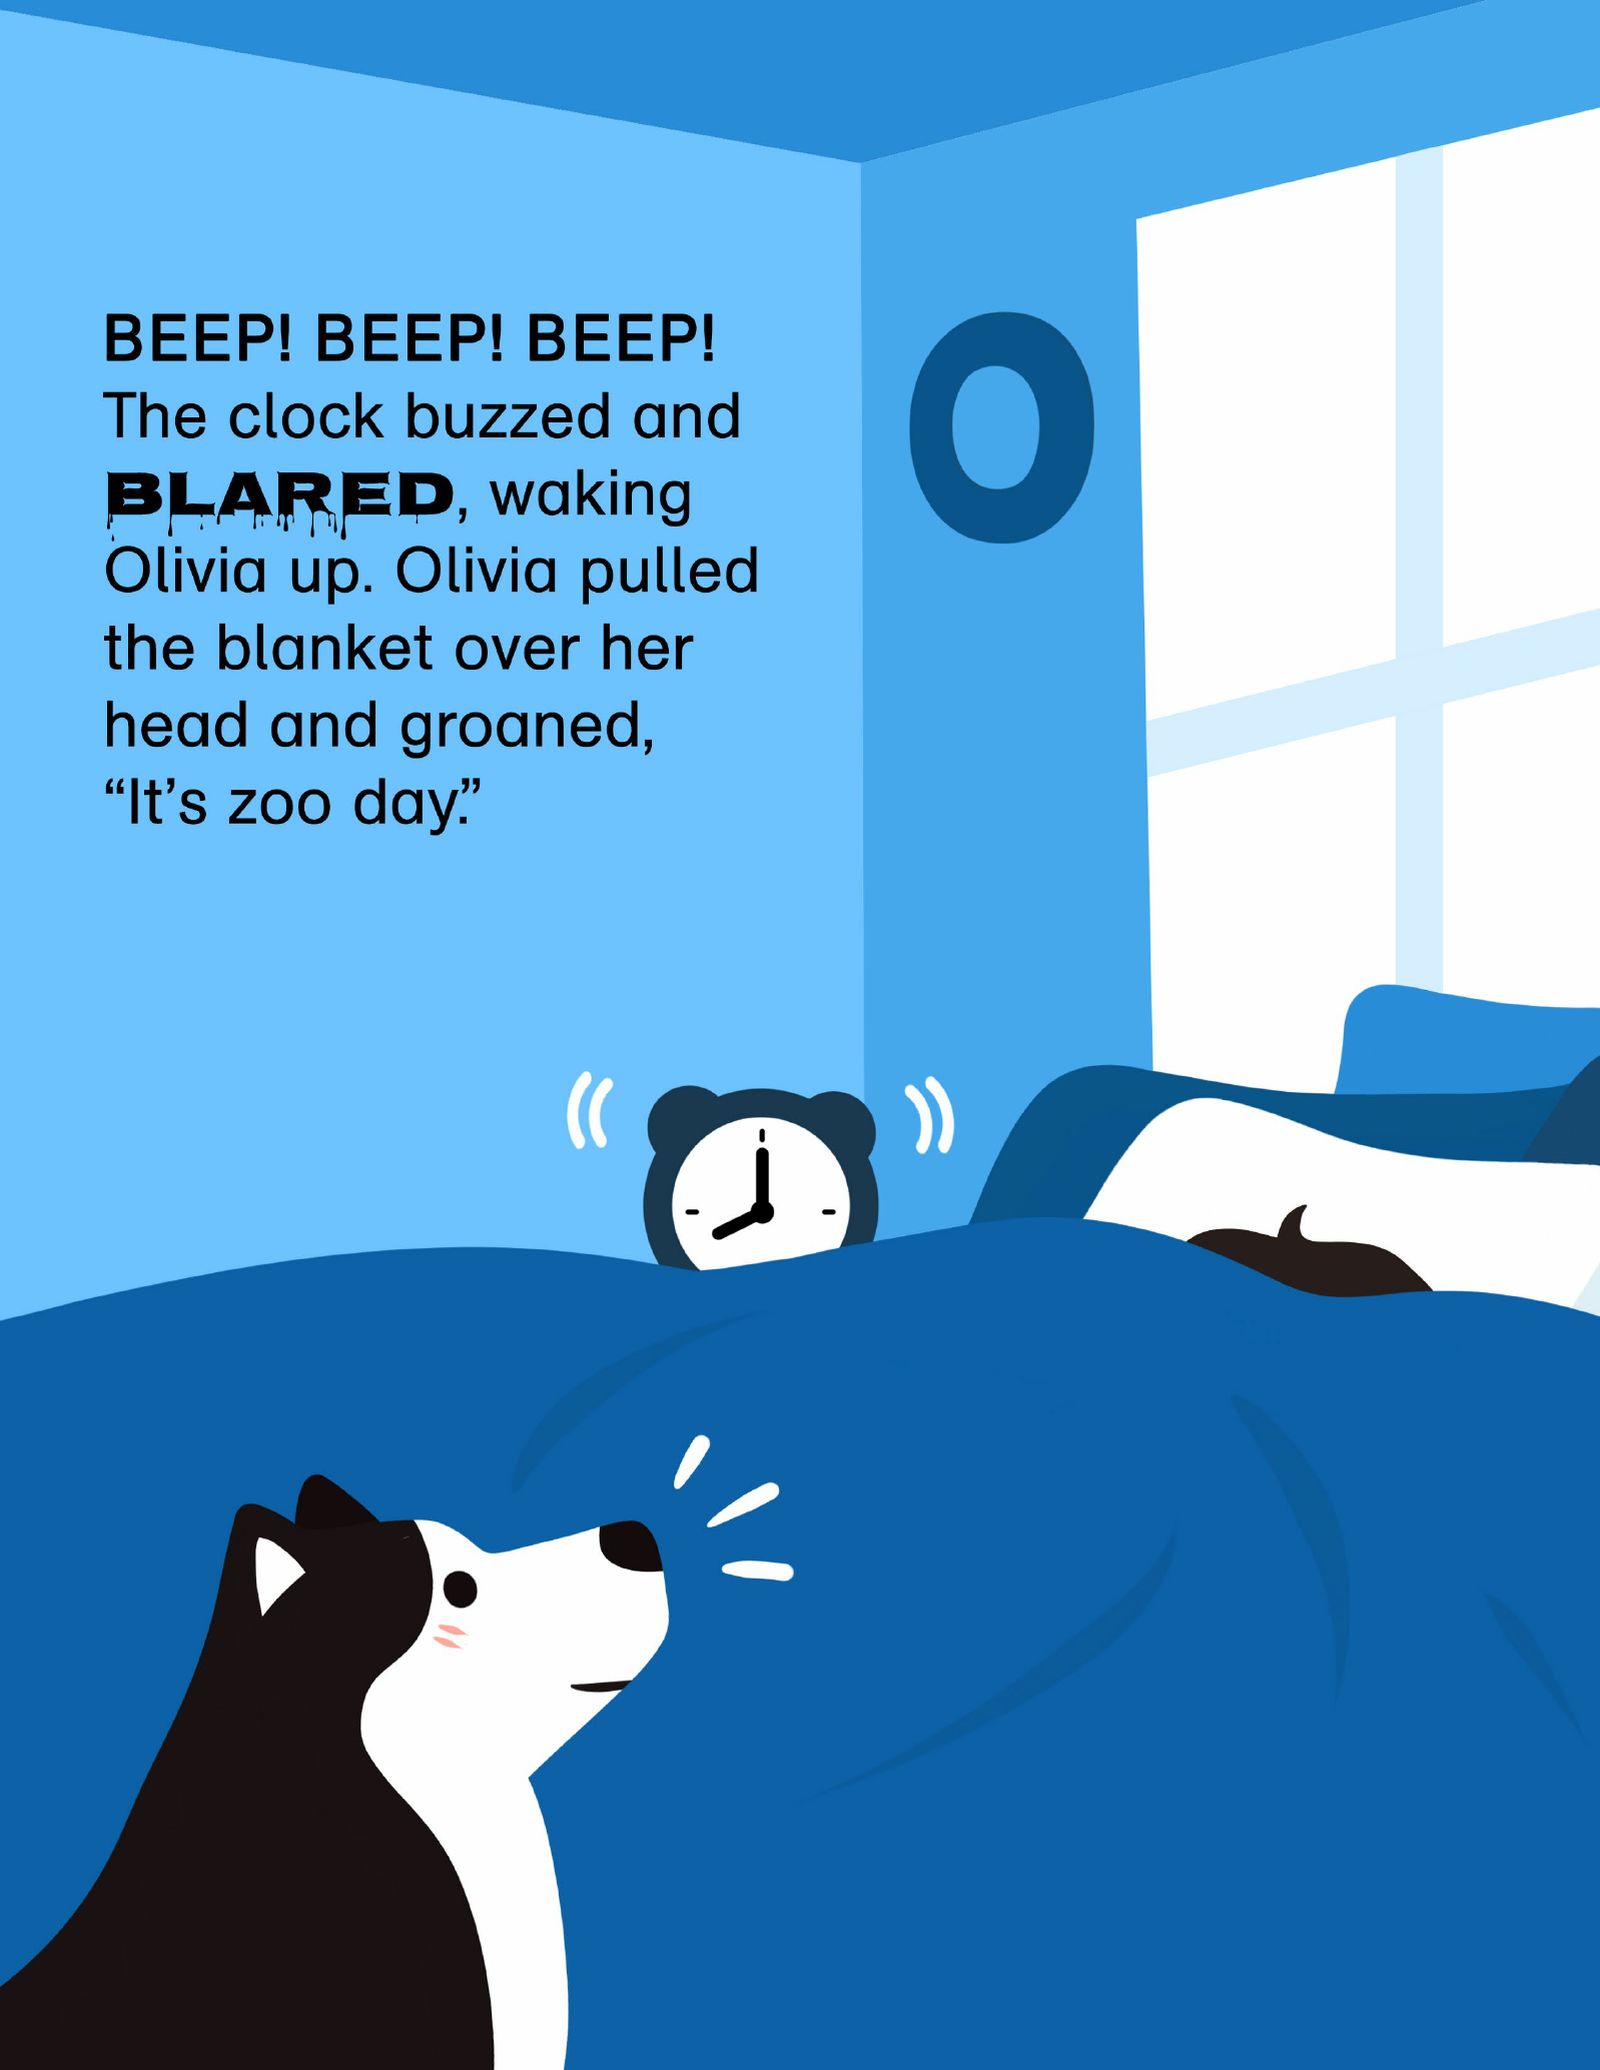 BEEP! BEEP! BEEP!
The clock buzzed and
BLARED, waking
Olivia up. Olivia pulled
the blanket over her
head and groaned,
“It’s zoo day.”
O